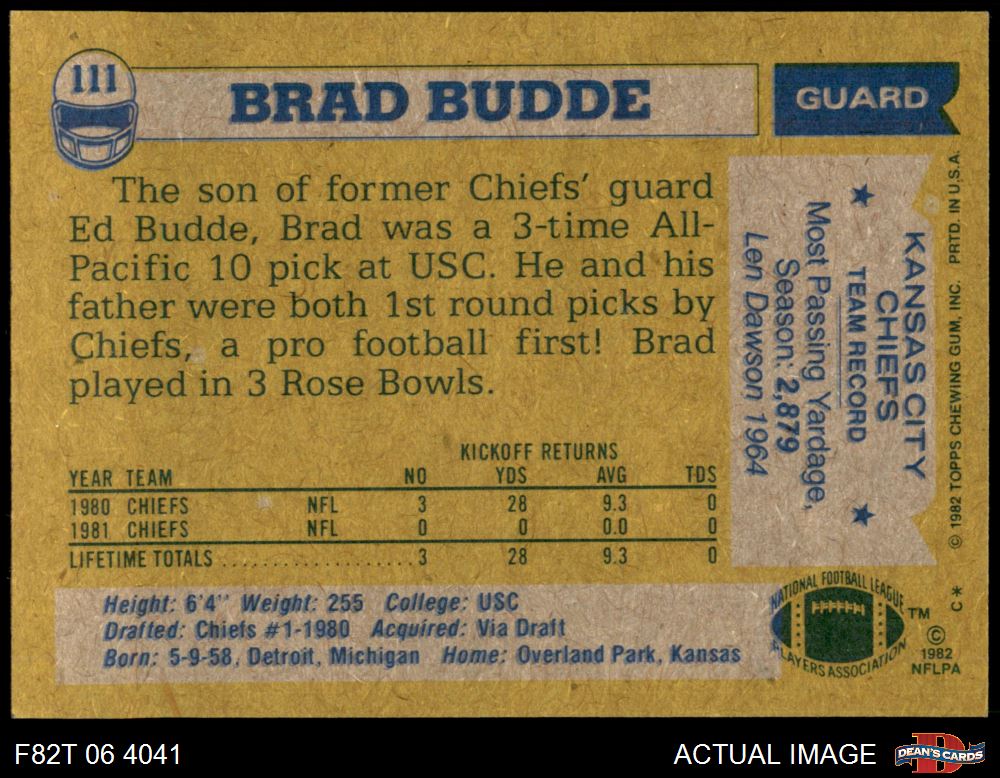 111
BRAD BUDDE
GUARD
The son of former Chiefs' guard
Ed Budde, Brad was a 3-time All-
Pacific 10 pick at USC. He and his
father were both 1st round picks by
Chiefs, a pro football first! Brad
played in 3 Rose Bowls.
KICKOFF RETURNS
YEAR TEAM NO YDS AVG TDS
1980 CHIEFS NFL 3 28 9.3 0
1981 CHIEFS NFL 0 0 0.0 0
LIFETIME TOTALS .................... 3 28 9.3 0
Height: 6'4" Weight: 255 College: USC
Drafted: Chiefs #1-1980 Acquired: Via Draft
Born: 5-9-58, Detroit, Michigan Home: Overland Park, Kansas
KANSAS CITY
CHIEFS
★ TEAM RECORD ★
Most Passing Yardage,
Season: 2,879
Len Dawson 1964
© 1982 TOPPS CHEWING GUM, INC. PRTD. IN U.S.A.
C *
NATIONAL FOOTBALL LEAGUE
PLAYERS ASSOCIATION
TM
©
1982
NFLPA
F82T 06 4041
ACTUAL IMAGE
D
DEAN'S CARDS